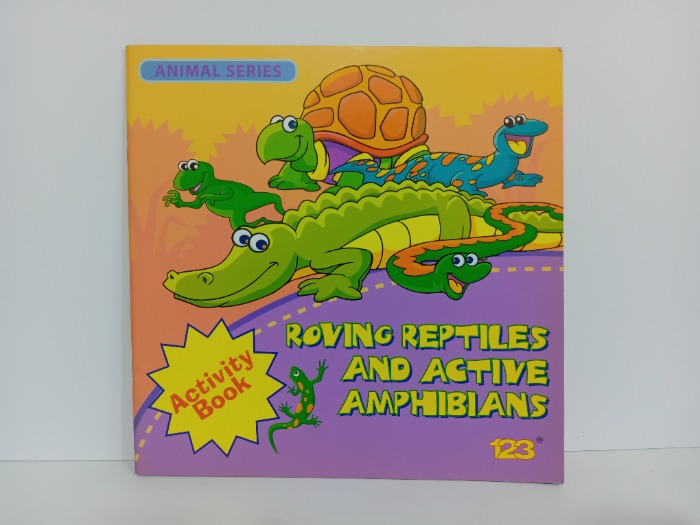 ANIMAL SERIES
ROVING REPTILES
AND ACTIVE
AMPHIBIANS
Activity
Book
123®